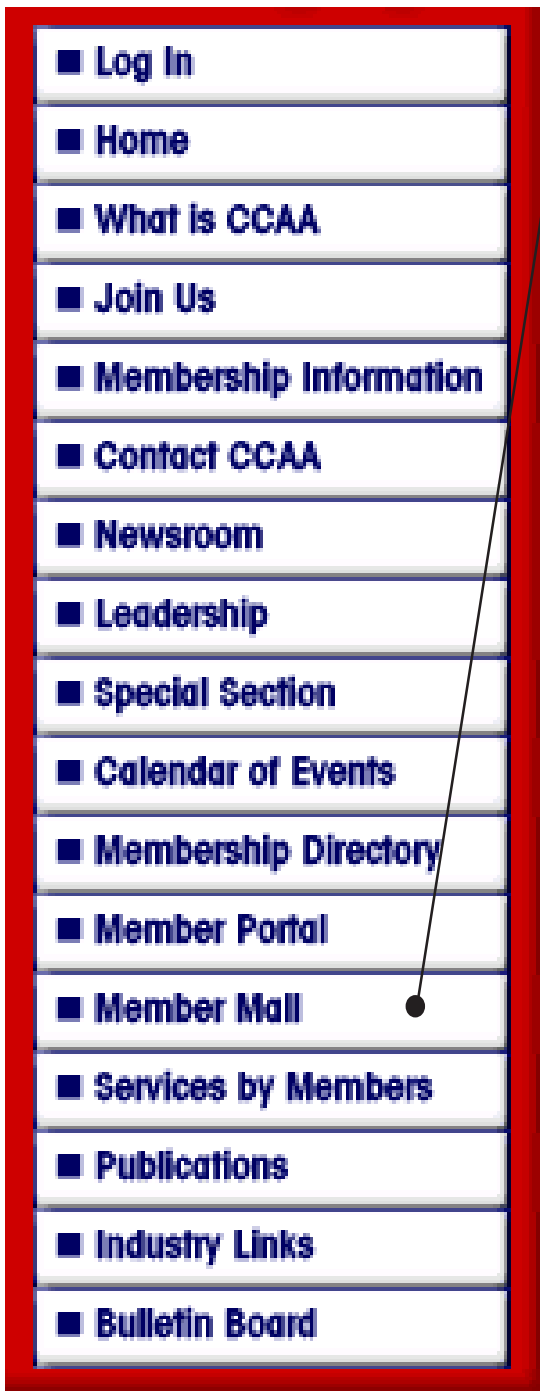 Log In
Home
What is CCAA
Join Us
Membership Information
Contact CCAA
Newsroom
Leadership
Special Section
Calendar of Events
Membership Directory
Member Portal
Member Mall
Services by Members
Publications
Industry Links
Bulletin Board